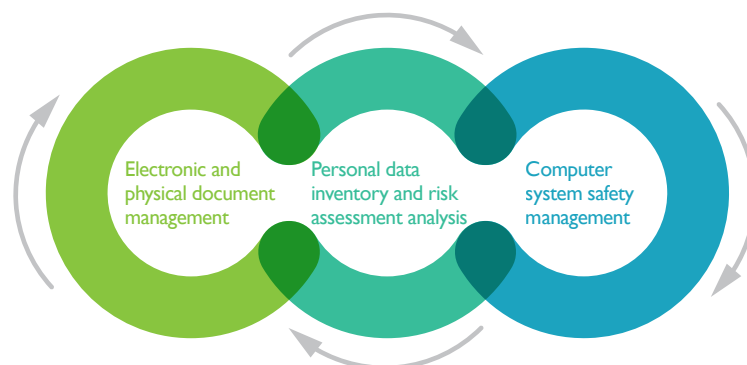 Electronic and
physical document
management
Personal data
inventory and risk
assessment analysis
Computer
system safety
management